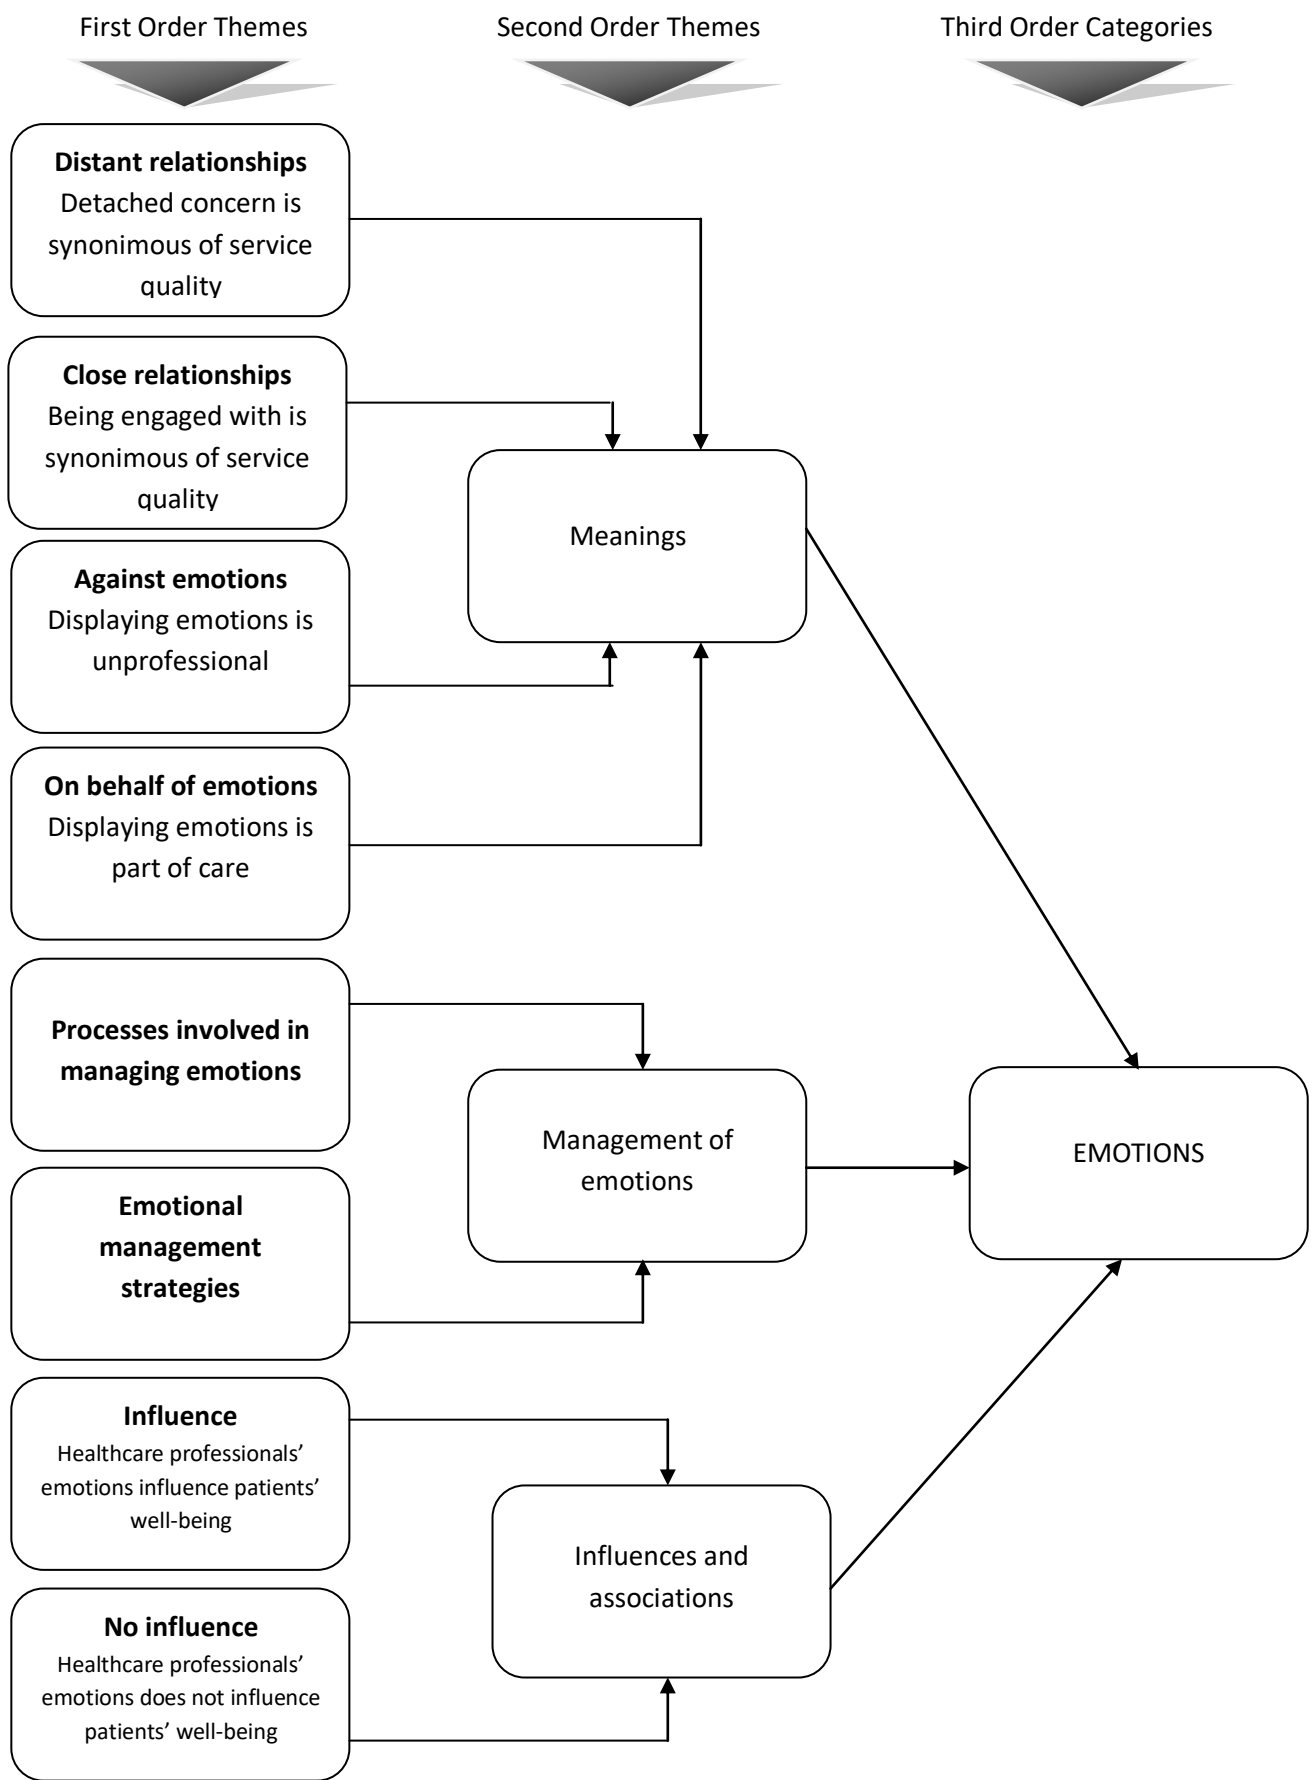 First Order Themes
Second Order Themes
Third Order Categories
Distant relationships
Detached concern is
synonimous of service
quality
Close relationships
Being engaged with is
synonimous of service
quality
Meanings
Against emotions
Displaying emotions is
unprofessional
On behalf of emotions
Displaying emotions is
part of care
Processes involved in
managing emotions
Management of
emotions
EMOTIONS
Emotional
management
strategies
Influence
Healthcare professionals’
emotions influence patients’
well-being
Influences and
associations
No influence
Healthcare professionals’
emotions does not influence
patients’ well-being